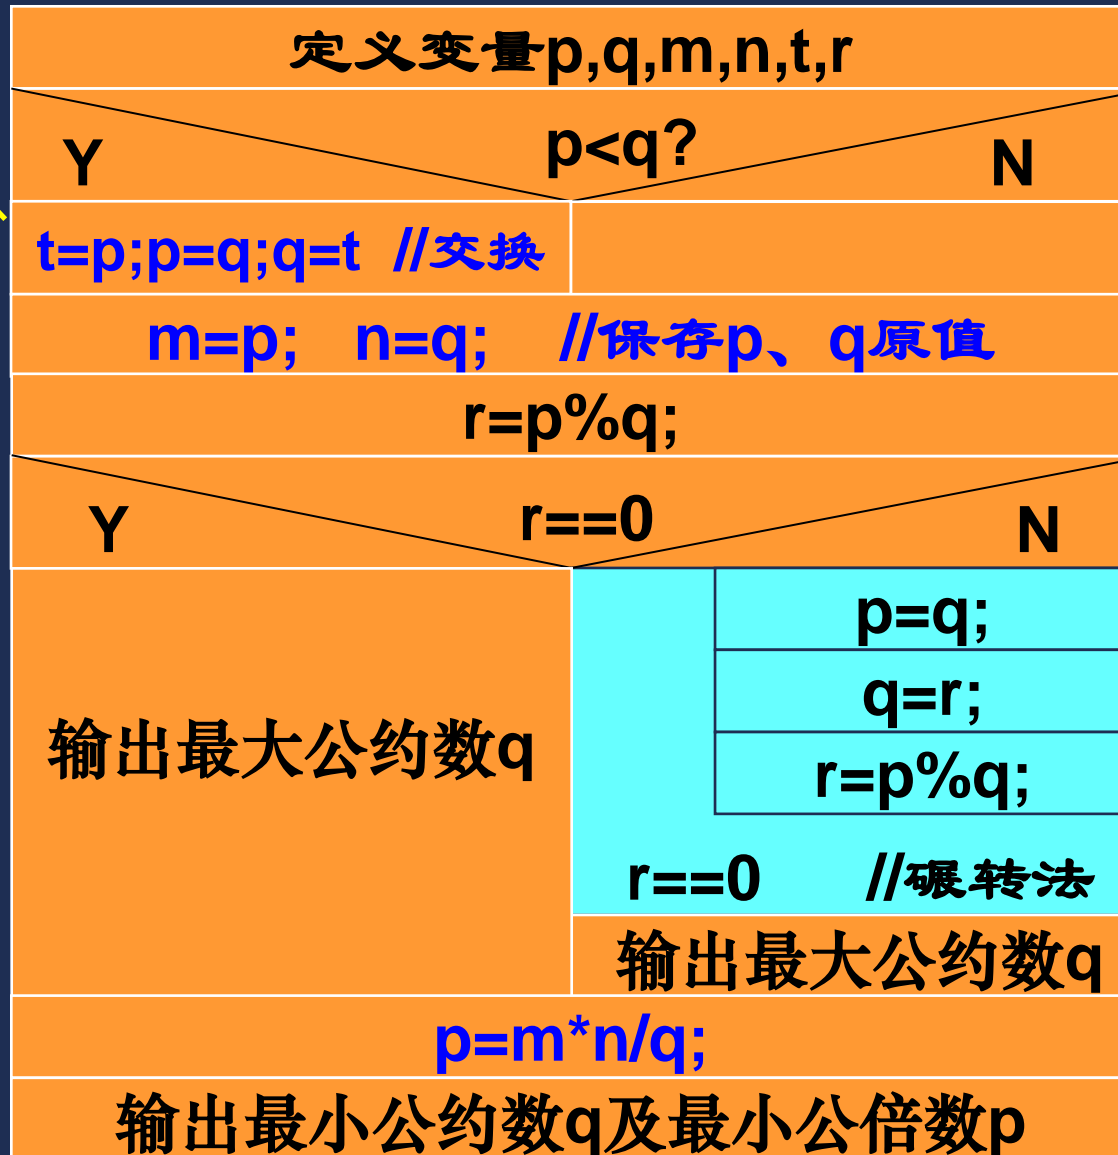 定义变量p,q,m,n,t,r
p<q?
Y
N
t=p;p=q;q=t //交换
m=p; n=q; //保存p、q原值
r=p%q;
r==0
Y
N
p=q;
q=r;
r=p%q;
输出最大公约数q
r==0 //碾转法
输出最大公约数q
p=m*n/q;
输出最小公约数q及最小公倍数p